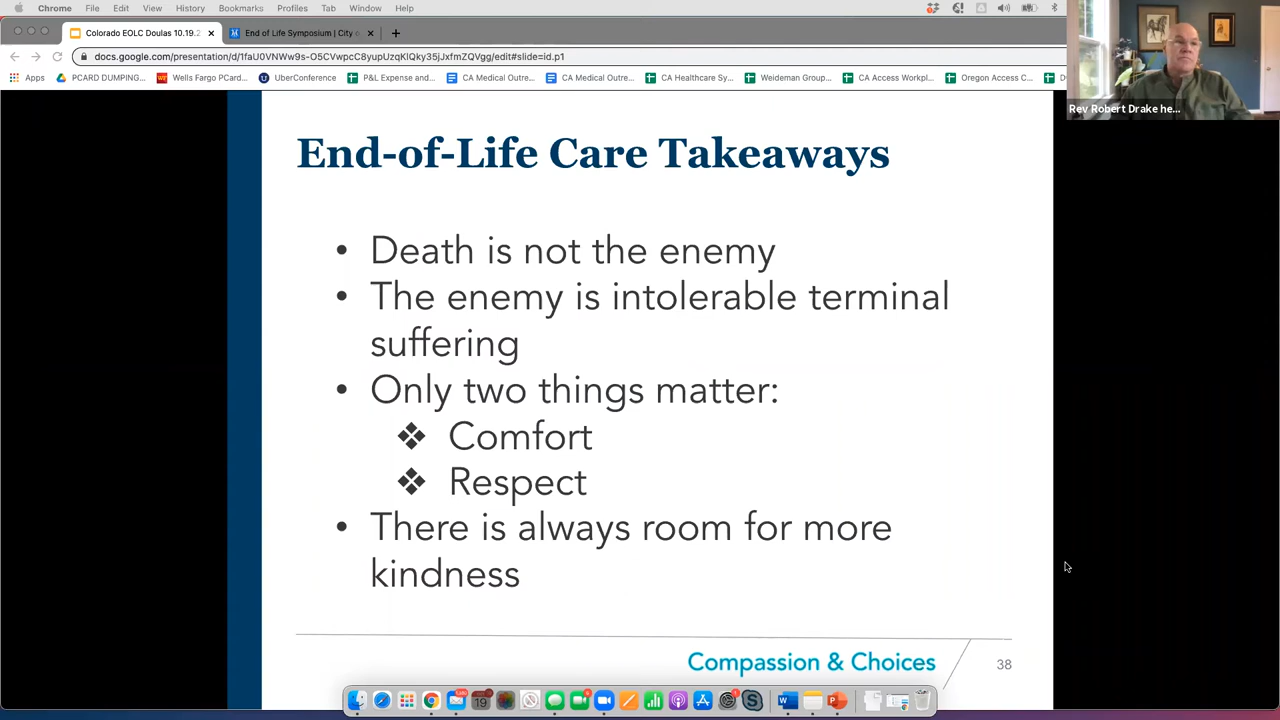 Chrome File Edit View History Bookmarks Profiles Tab Window Help
Colorado EOLC Doulas 10.19.2 End of Life Symposium | City o
docs.google.com/presentation/d/1faU0VNWw9s-O5CVwpcC8yupUzqKlQky35jJxfmZQVgg/edit#slide=id.p1
Apps PCARD DUMPING... Wells Fargo PCard... UberConference P&L Expense and... CA Medical Outre... CA Medical Outre... CA Healthcare Sy... Weideman Group... CA Access Workpl... Oregon Access C...
Rev Robert Drake he...
End-of-Life Care Takeaways
• Death is not the enemy
• The enemy is intolerable terminal
suffering
• Only two things matter:
❖ Comfort
❖ Respect
• There is always room for more
kindness
Compassion & Choices
38
19